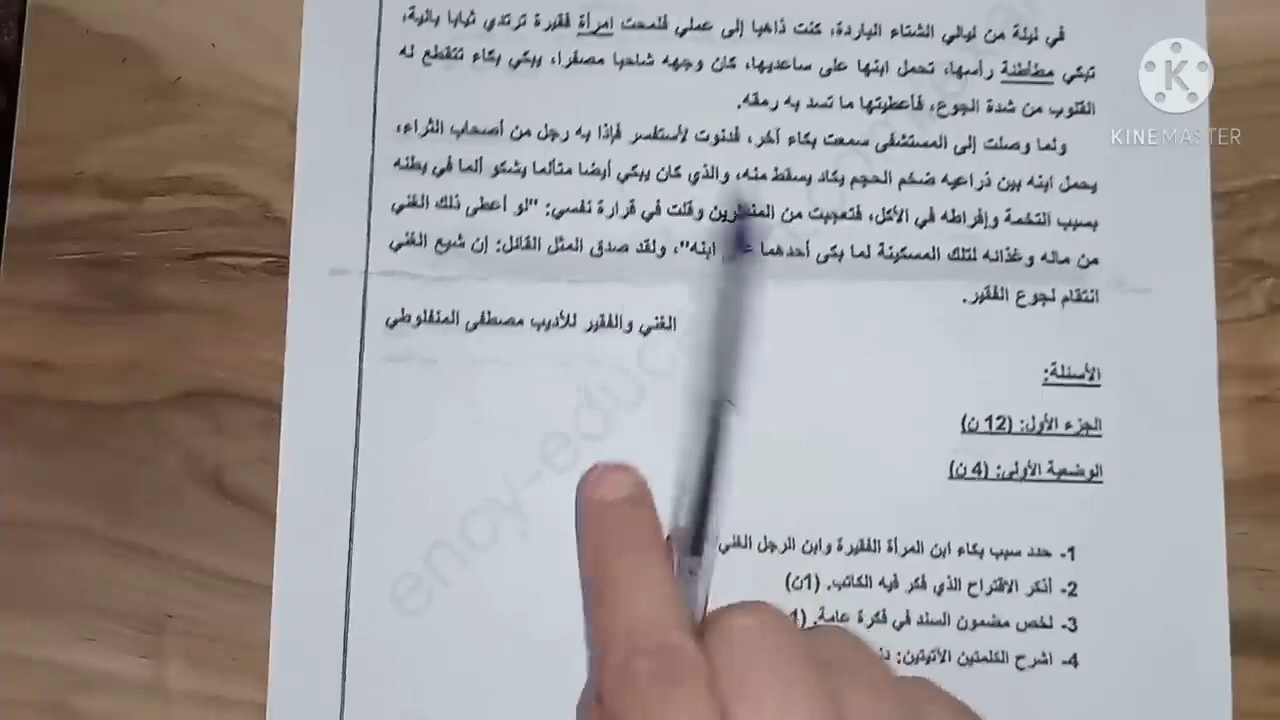 في ليلة من ليالي الشتاء الباردة، كنت ذاهبا إلى عملي فلمحت امرأة فقيرة ترتدي ثيابا بالية،
تبكي مطأطئة رأسها، تحمل ابنها على ساعديها، كان وجهه شاحبا مصفرا، يبكي بكاء تتقطع له
القلوب من شدة الجوع، فأعطيتها ما تسد به رمقه.
ولما وصلت إلى المستشفى سمعت بكاء آخر، فدنوت لأستفسر فإذا به رجل من أصحاب الثراء،
يحمل ابنه بين ذراعيه ضخم الحجم يكاد يسقط منه، والذي كان يبكي أيضا متألما يشكو ألما في بطنه
بسبب التخمة وإفراطه في الأكل، فتعجبت من المنظرين وقلت في قرارة نفسي: "لو أعطى ذلك الغني
من ماله وغذائه لتلك المسكينة لما بكى أحدهما على ابنه"، ولقد صدق المثل القائل: إن شبع الغني
انتقام لجوع الفقير.
الغني والفقير للأديب مصطفى المنفلوطي
الأسئلة:
الجزء الأول: (12 ن)
الوضعية الأولى: (4 ن)
1- حدد سبب بكاء ابن المرأة الفقيرة وابن الرجل الغني
2- أذكر الاقتراح الذي فكر فيه الكاتب. (1ن)
3- لخص مضمون السند في فكرة عامة. (1
4- اشرح الكلمتين الآتيتين:
KINEMASTER
ency-educ